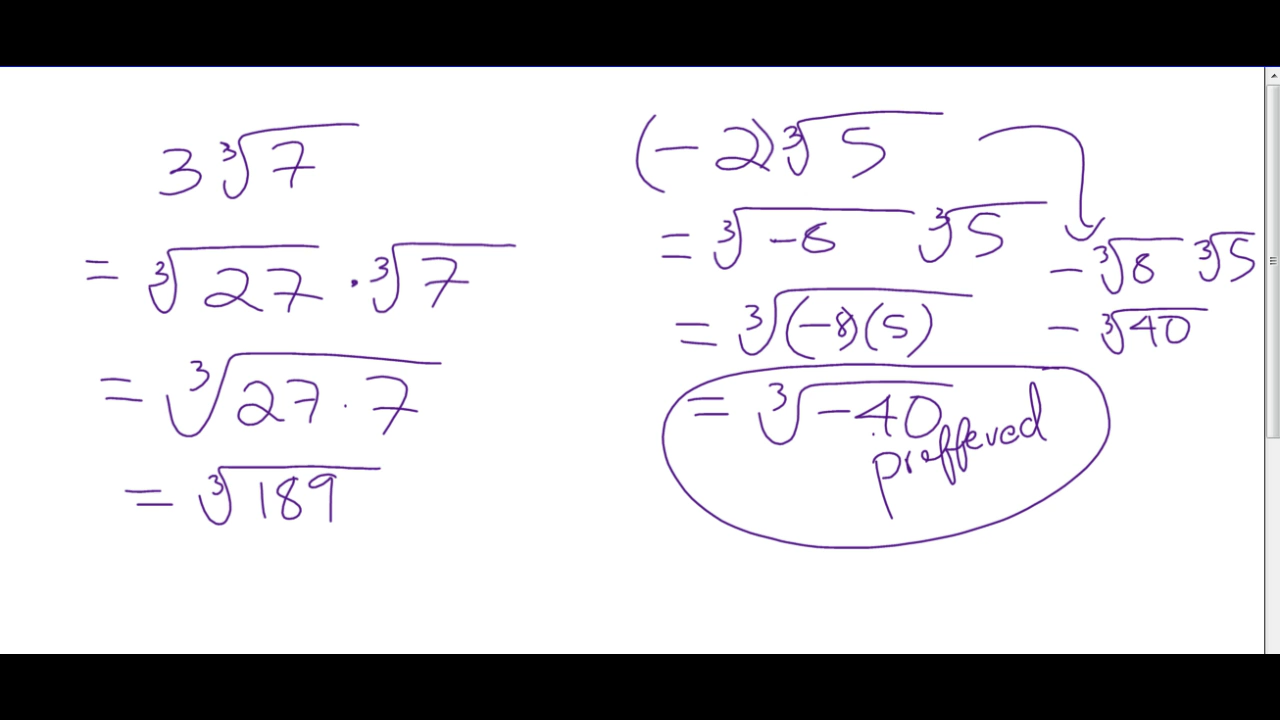 3∛7
= ∛27 · ∛7
= ∛27·7
= ∛189
(-2)∛5
= ∛-8 ∛5
= ∛(-8)(5)
= ∛-40
preffered
-∛8 ∛5
-∛40